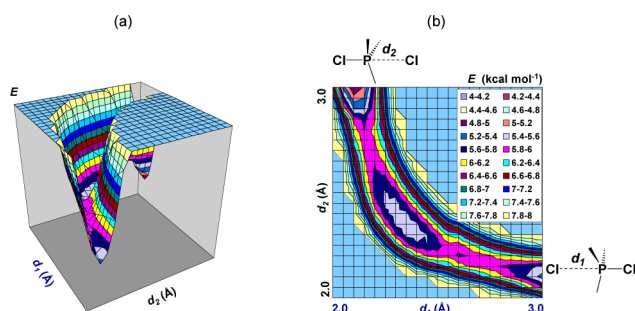 (a)
(b)
E
d₁ (Å)
d₂ (Å)
Cl P d₂ Cl
E (kcal mol⁻¹)
4-4.2 4.2-4.4
4.4-4.6 4.6-4.8
4.8-5 5-5.2
5.2-5.4 5.4-5.6
5.6-5.8 5.8-6
6-6.2 6.2-6.4
6.4-6.6 6.6-6.8
6.8-7 7-7.2
7.2-7.4 7.4-7.6
7.6-7.8 7.8-8
3.0
d₂ (Å)
2.0
2.0 (Å) 3.0
Cl d₁ P Cl